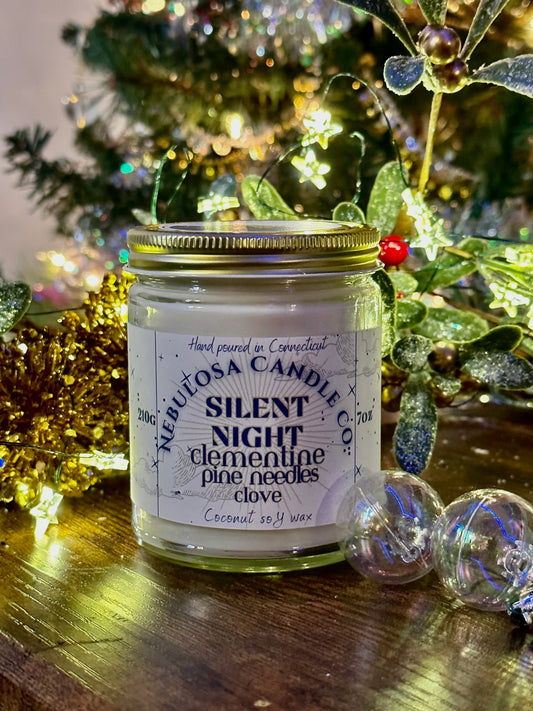 Hand poured in Connecticut
Nebulosa Candle Co.
210G
7oz
SILENT
NIGHT
clementine
pine needles
clove
Coconut soy wax